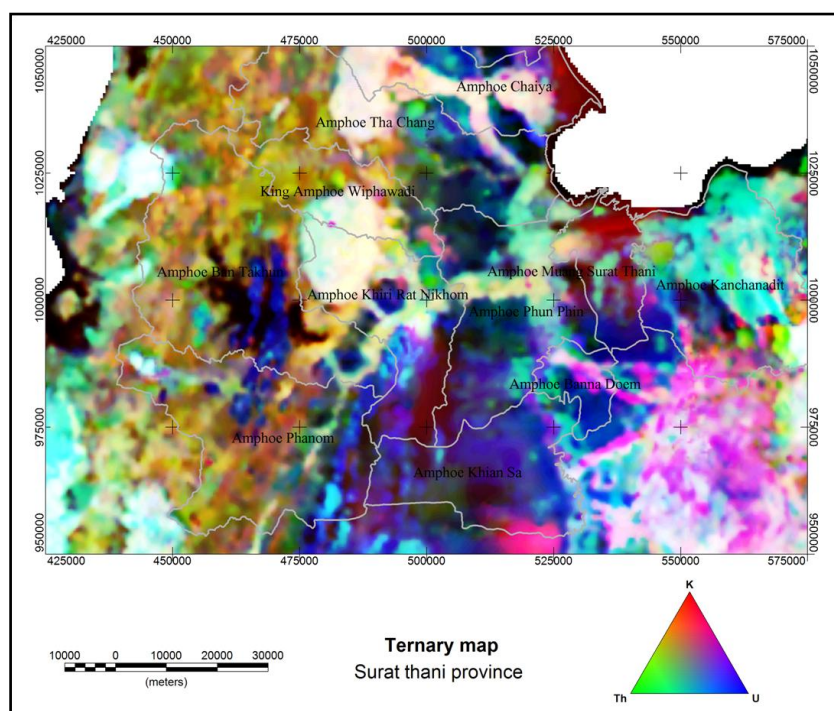 425000 450000 475000 500000 525000 550000 575000
1050000 1050000
Amphoe Chaiya
Amphoe Tha Chang
1025000 1025000
King Amphoe Wiphawadi
Amphoe Ban Takhun Amphoe Muang Surat Thani
Amphoe Kanchanadit
Amphoe Khiri Rat Nikhom
1000000 1000000
Amphoe Phun Phin
Amphoe Banna Doem
975000 975000
Amphoe Phanom
Amphoe Khian Sa
950000 950000
425000 450000 475000 500000 525000 550000 575000
K
Ternary map
10000 0 10000 20000 30000
Surat thani province
(meters)
Th U